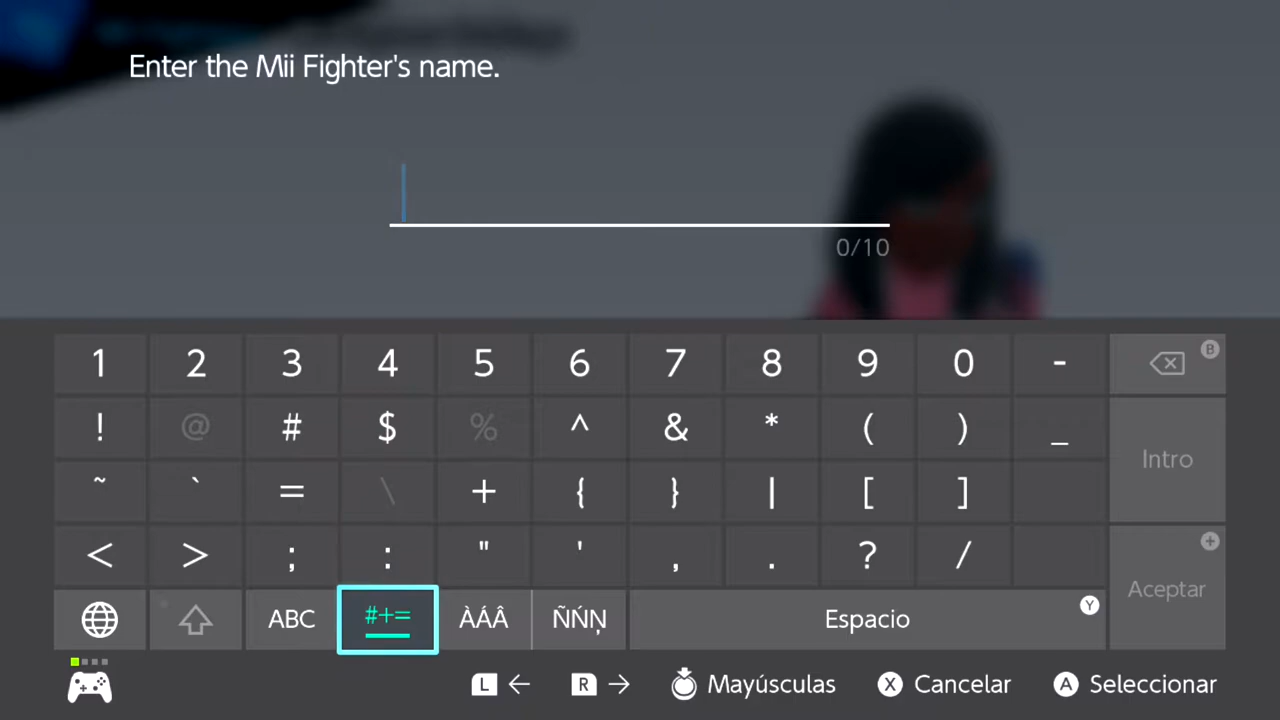 Enter the Mii Fighter's name.
0/10
1 2 3 4 5 6 7 8 9 0 - B
! @ # $ % ^ & * ( ) _
~ ` = \ + { } | [ ] Intro
< > ; : " ' , . ? / +
ABC #+= ÀÁÂ ÑŃŅ Espacio Y Aceptar
L ← R → Mayúsculas X Cancelar A Seleccionar